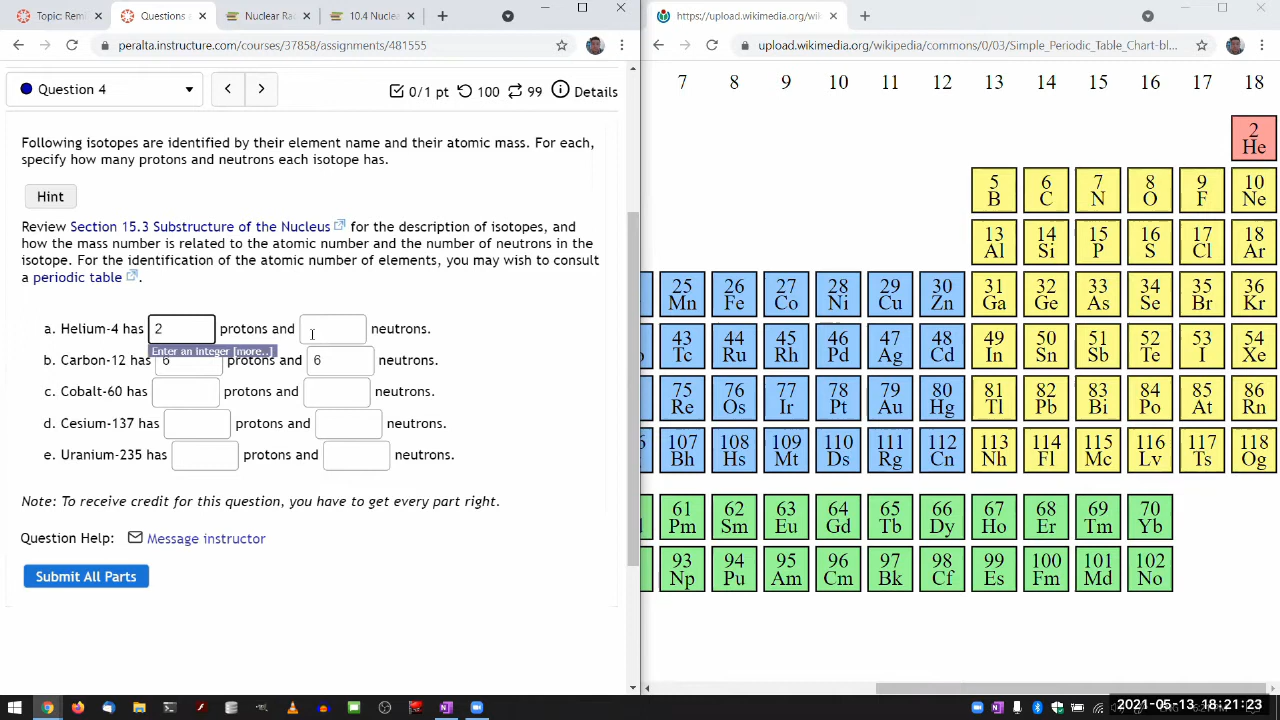 Topic: Rem
Questions a
Nuclear Ra
10.4 Nuclea
https://upload.wikimedia.org/wik
peralta.instructure.com/courses/37858/assignments/481555
upload.wikimedia.org/wikipedia/commons/0/03/Simple_Periodic_Table_Chart-bl...
Question 4
0/1 pt 100 99 Details
Following isotopes are identified by their element name and their atomic mass. For each,
specify how many protons and neutrons each isotope has.
Hint
Review Section 15.3 Substructure of the Nucleus for the description of isotopes, and
how the mass number is related to the atomic number and the number of neutrons in the
isotope. For the identification of the atomic number of elements, you may wish to consult
a periodic table.
a. Helium-4 has 2 protons and neutrons.
Enter an integer [more..]
b. Carbon-12 has 6 protons and 6 neutrons.
c. Cobalt-60 has protons and neutrons.
d. Cesium-137 has protons and neutrons.
e. Uranium-235 has protons and neutrons.
Note: To receive credit for this question, you have to get every part right.
Question Help: Message instructor
Submit All Parts
7 8 9 10 11 12 13 14 15 16 17 18
2
He
5 6 7 8 9 10
B C N O F Ne
13 14 15 16 17 18
Al Si P S Cl Ar
25 26 27 28 29 30 31 32 33 34 35 36
Mn Fe Co Ni Cu Zn Ga Ge As Se Br Kr
43 44 45 46 47 48 49 50 51 52 53 54
Tc Ru Rh Pd Ag Cd In Sn Sb Te I Xe
75 76 77 78 79 80 81 82 83 84 85 86
Re Os Ir Pt Au Hg Tl Pb Bi Po At Rn
107 108 109 110 111 112 113 114 115 116 117 118
Bh Hs Mt Ds Rg Cn Nh Fl Mc Lv Ts Og
61 62 63 64 65 66 67 68 69 70
Pm Sm Eu Gd Tb Dy Ho Er Tm Yb
93 94 95 96 97 98 99 100 101 102
Np Pu Am Cm Bk Cf Es Fm Md No
2021-05-13 18:21:23